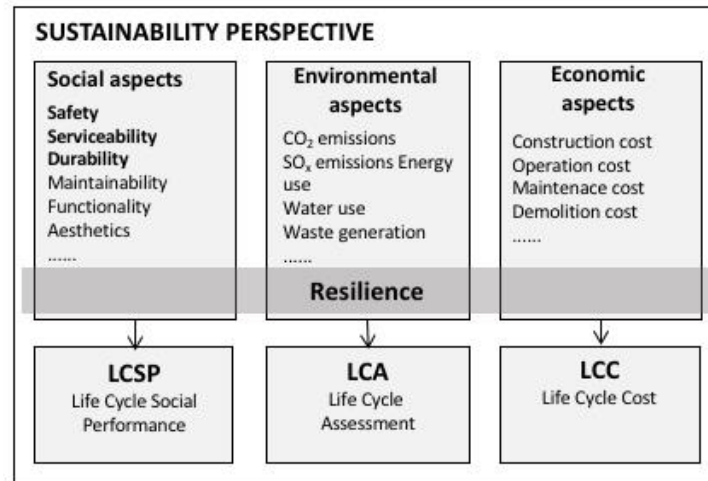 SUSTAINABILITY PERSPECTIVE
Social aspects
Safety
Serviceability
Durability
Maintainability
Functionality
Aesthetics
......
Environmental
aspects
CO₂ emissions
SOₓ emissions Energy
use
Water use
Waste generation
......
Economic
aspects
Construction cost
Operation cost
Maintenace cost
Demolition cost
......
Resilience
LCSP
Life Cycle Social
Performance
LCA
Life Cycle
Assessment
LCC
Life Cycle Cost